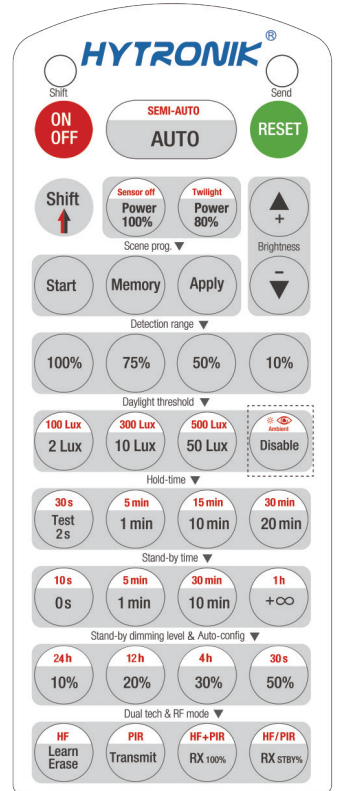 HYTRONIK®
Shift Send
ON
OFF
SEMI-AUTO
AUTO
RESET
Shift
Sensor off
Power
100%
Twilight
Power
80%
+
Brightness
−
Scene prog. ▼
Start Memory Apply
Detection range ▼
100% 75% 50% 10%
Daylight threshold ▼
100 Lux 300 Lux 500 Lux Ambient
2 Lux 10 Lux 50 Lux Disable
Hold-time ▼
30 s 5 min 15 min 30 min
Test
2 s
1 min 10 min 20 min
Stand-by time ▼
10 s 5 min 30 min 1 h
0 s 1 min 10 min +∞
Stand-by dimming level & Auto-config ▼
24 h 12 h 4 h 30 s
10% 20% 30% 50%
Dual tech & RF mode ▼
HF PIR HF+PIR HF/PIR
Learn
Erase
Transmit RX 100% RX STBY%